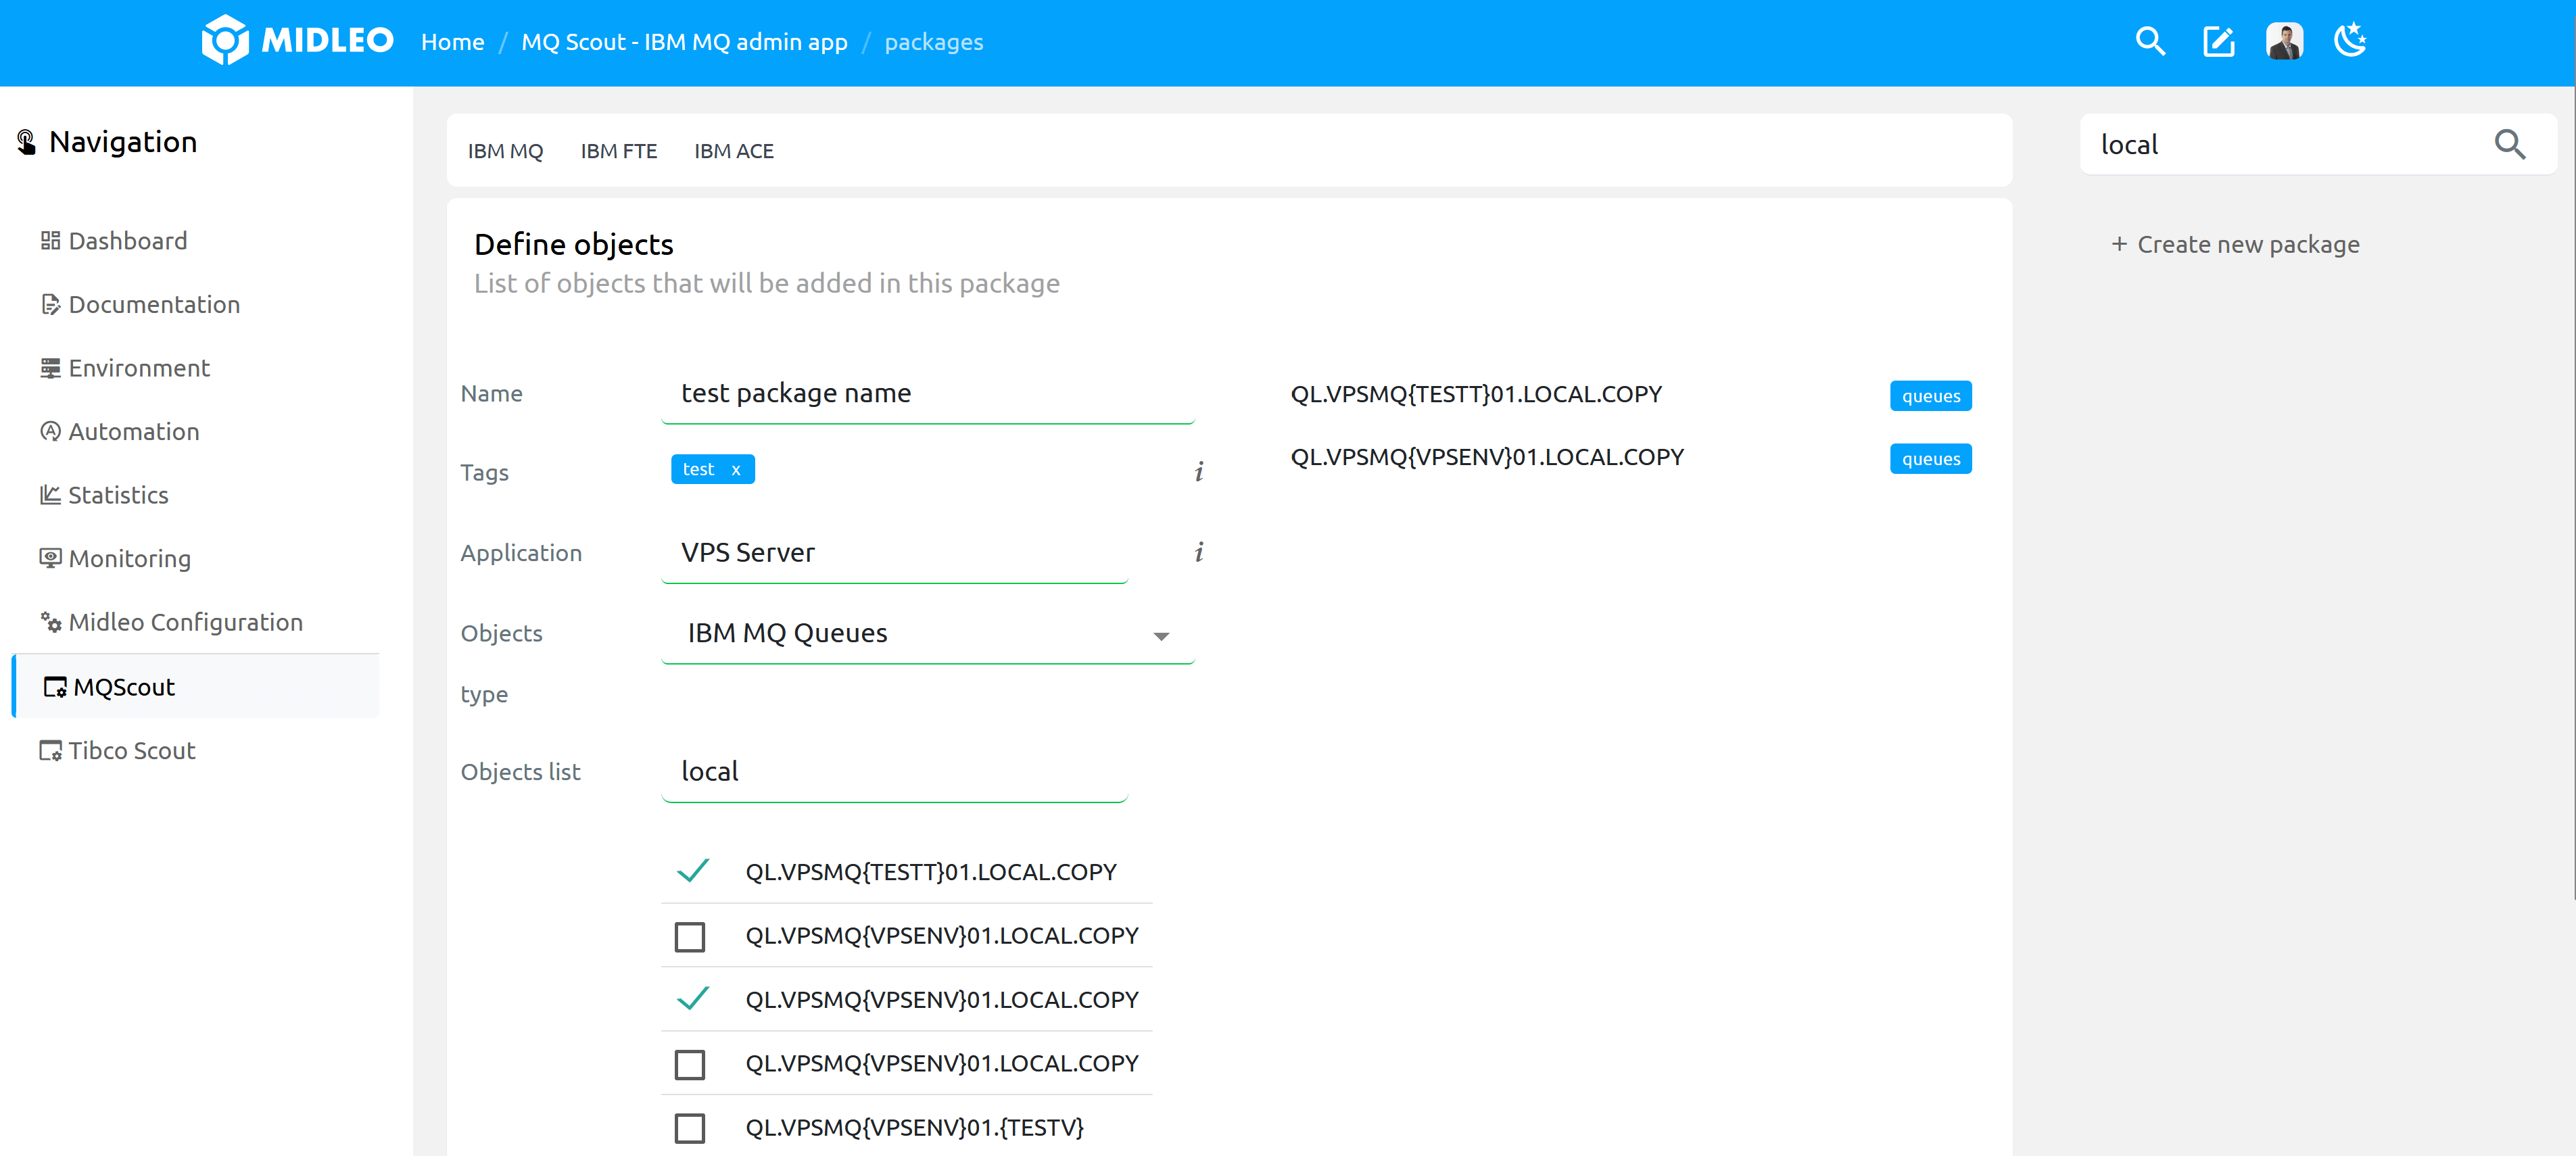 MIDLEO Home / MQ Scout - IBM MQ admin app / packages
Navigation
Dashboard
Documentation
Environment
Automation
Statistics
Monitoring
Midleo Configuration
MQScout
Tibco Scout
IBM MQ IBM FTE IBM ACE
Define objects
List of objects that will be added in this package
Name test package name
Tags test x i
Application VPS Server i
Objects type IBM MQ Queues
Objects list local
QL.VPSMQ{TESTT}01.LOCAL.COPY
QL.VPSMQ{VPSENV}01.LOCAL.COPY
QL.VPSMQ{VPSENV}01.LOCAL.COPY
QL.VPSMQ{VPSENV}01.LOCAL.COPY
QL.VPSMQ{VPSENV}01.{TESTV}
QL.VPSMQ{TESTT}01.LOCAL.COPY queues
QL.VPSMQ{VPSENV}01.LOCAL.COPY queues
local
+ Create new package